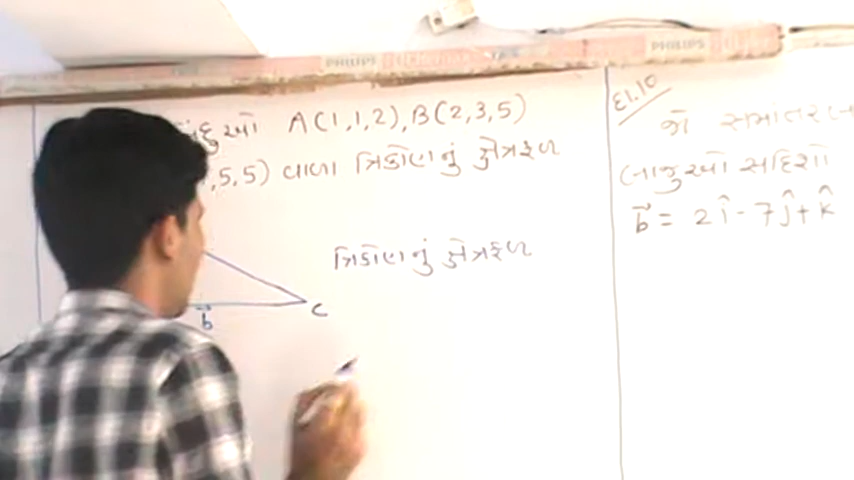 PHILIPS
PHILIPS
A(1,1,2), B(2,3,5)
,5,5) વાળા ત્રિકોણનું ક્ષેત્રફળ
ત્રિકોણનું ક્ષેત્રફળ
C
b
દા.10
જો સમાંતરબા
બાજુઓ સદિશો
b⃗ = 2î - 7ĵ + k̂